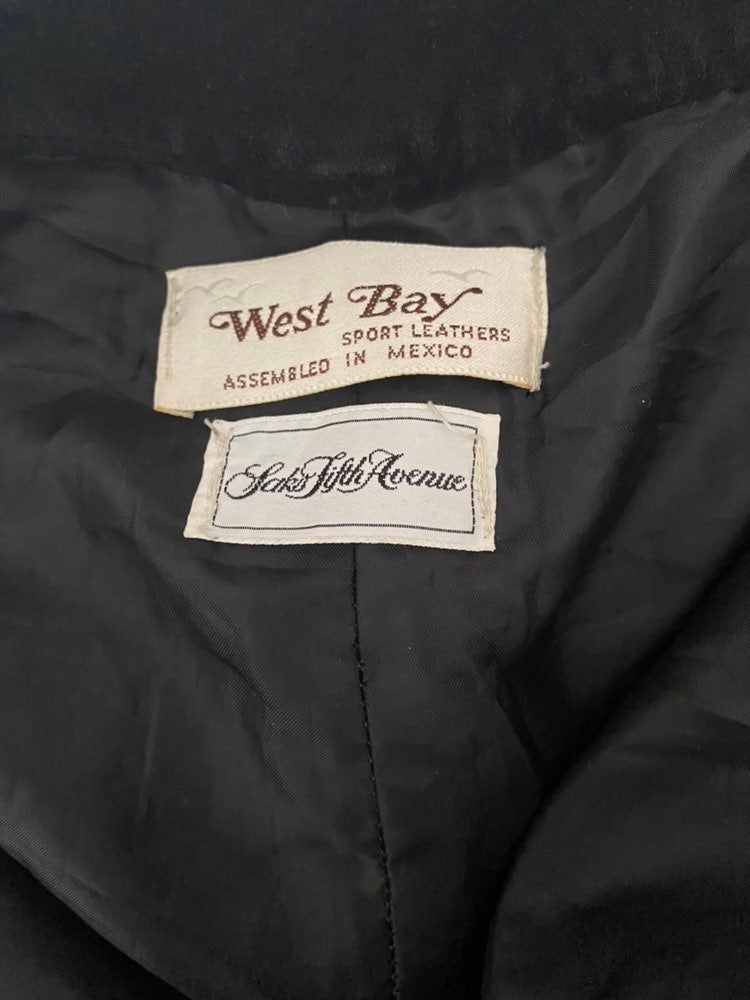 West Bay
SPORT LEATHERS
ASSEMBLED IN MEXICO
Saks Fifth Avenue